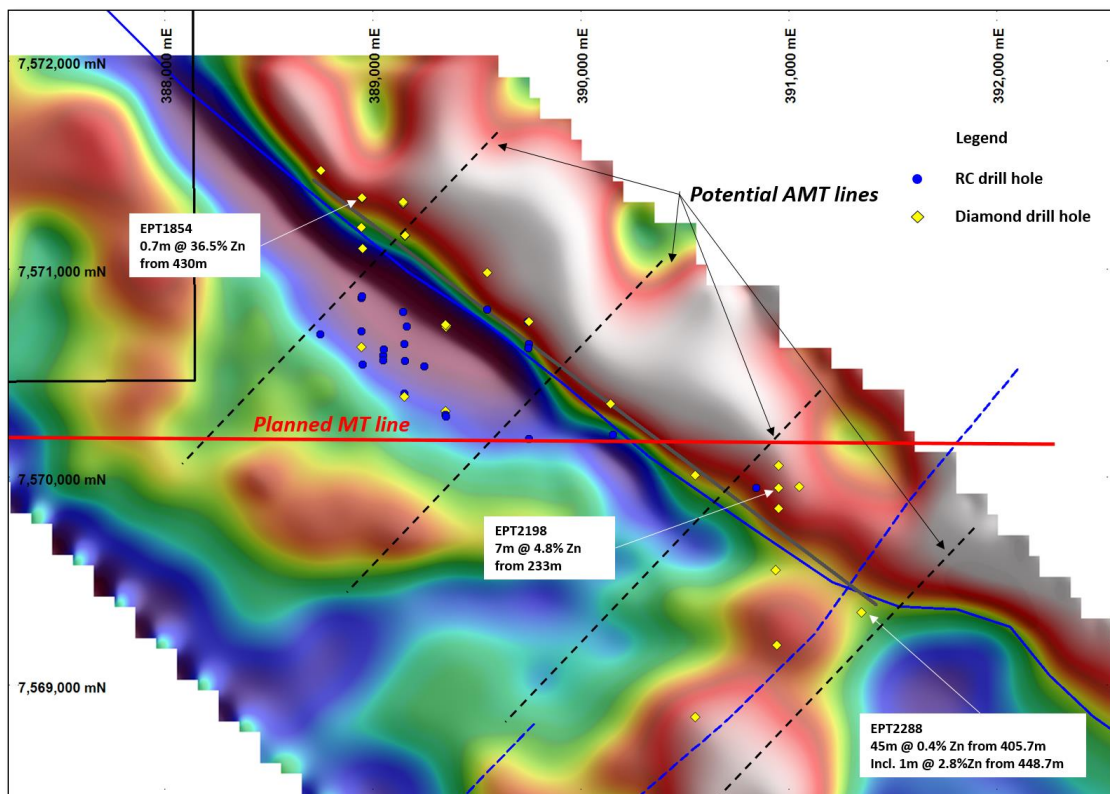 388,000 mE
389,000 mE
390,000 mE
391,000 mE
392,000 mE
7,572,000 mN
7,571,000 mN
7,570,000 mN
7,569,000 mN
Legend
RC drill hole
Diamond drill hole
Potential AMT lines
EPT1854
0.7m @ 36.5% Zn
from 430m
Planned MT line
EPT2198
7m @ 4.8% Zn
from 233m
EPT2288
45m @ 0.4% Zn from 405.7m
Incl. 1m @ 2.8%Zn from 448.7m